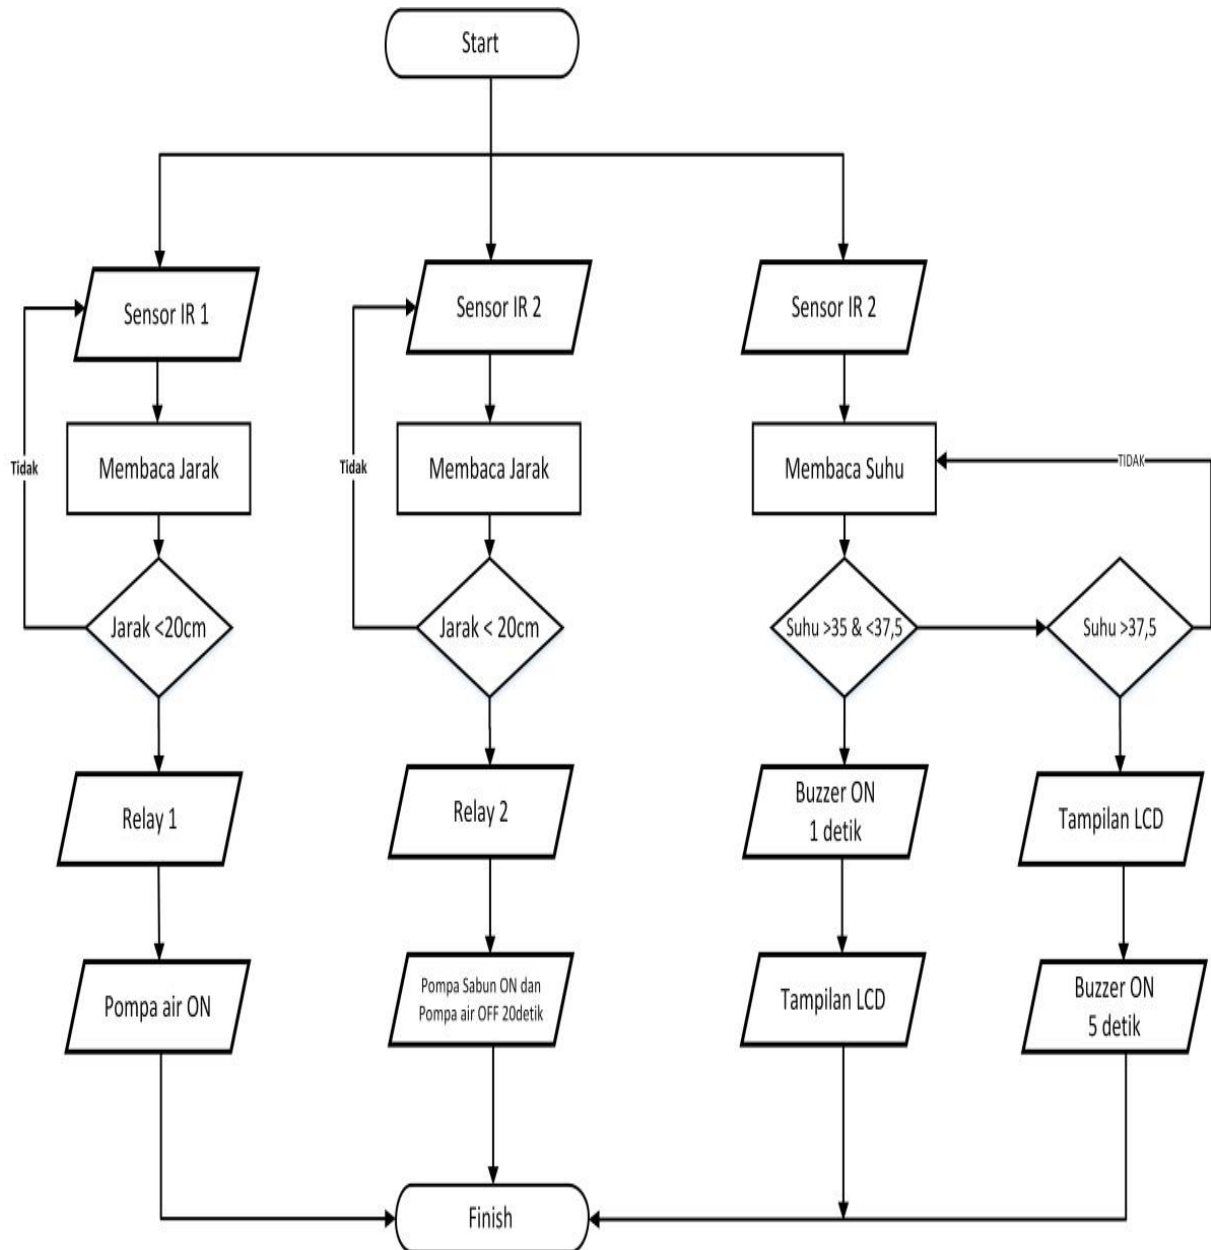 Start
Sensor IR 1
Sensor IR 2
Sensor IR 2
Membaca Jarak
Membaca Jarak
Membaca Suhu
Tidak
Tidak
TIDAK
Jarak <20cm
Jarak < 20cm
Suhu >35 & <37,5
Suhu >37,5
Relay 1
Relay 2
Buzzer ON
1 detik
Tampilan LCD
Pompa air ON
Pompa Sabun ON dan
Pompa air OFF 20detik
Tampilan LCD
Buzzer ON
5 detik
Finish